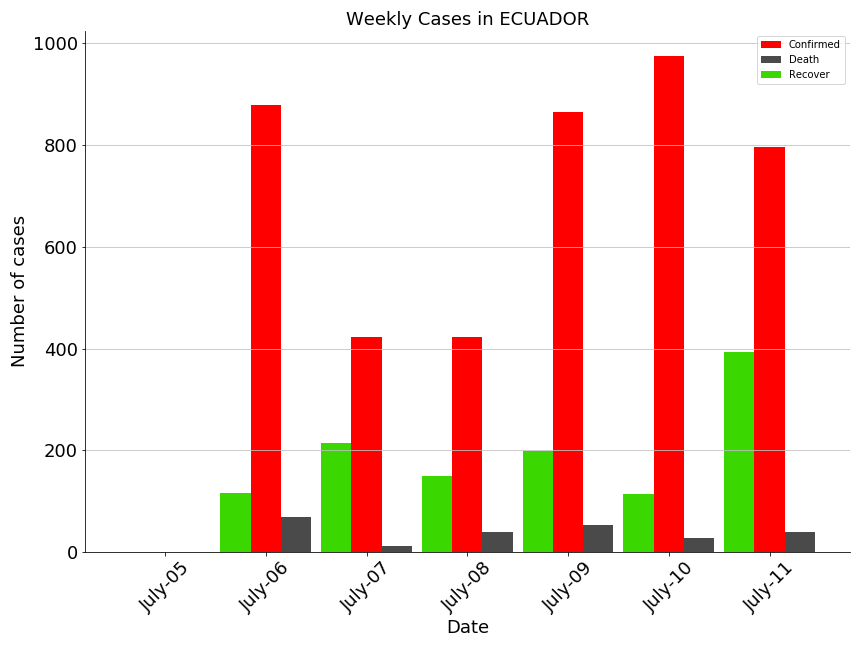 Weekly Cases in ECUADOR
Confirmed
Death
Recover
Number of cases
1000
800
600
400
200
0
July-05
July-06
July-07
July-08
July-09
July-10
July-11
Date